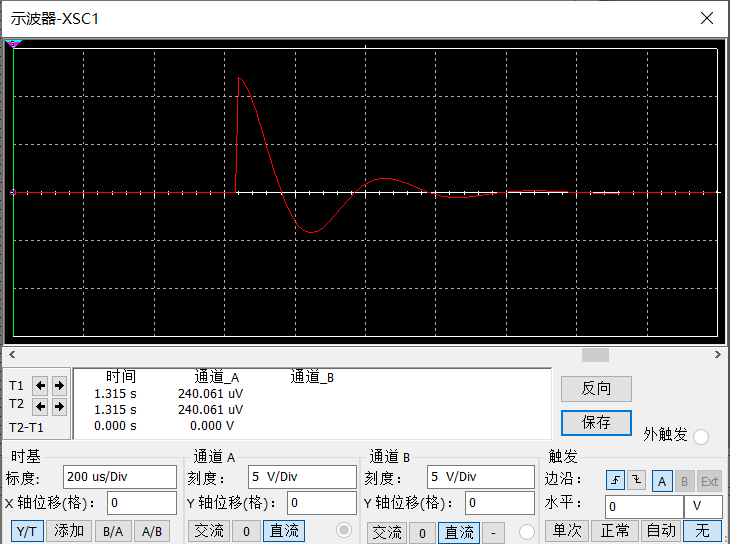 示波器-XSC1
时间 通道_A 通道_B
T1 1.315 s 240.061 uV
T2 1.315 s 240.061 uV
T2-T1 0.000 s 0.000 V
反向
保存
外触发
时基 通道 A 通道 B 触发
标度: 200 us/Div 刻度: 5 V/Div 刻度: 5 V/Div 边沿: A B Ext
X 轴位移(格): 0 Y 轴位移(格): 0 Y 轴位移(格): 0 水平: 0 V
Y/T 添加 B/A A/B 交流 0 直流 交流 0 直流 - 单次 正常 自动 无